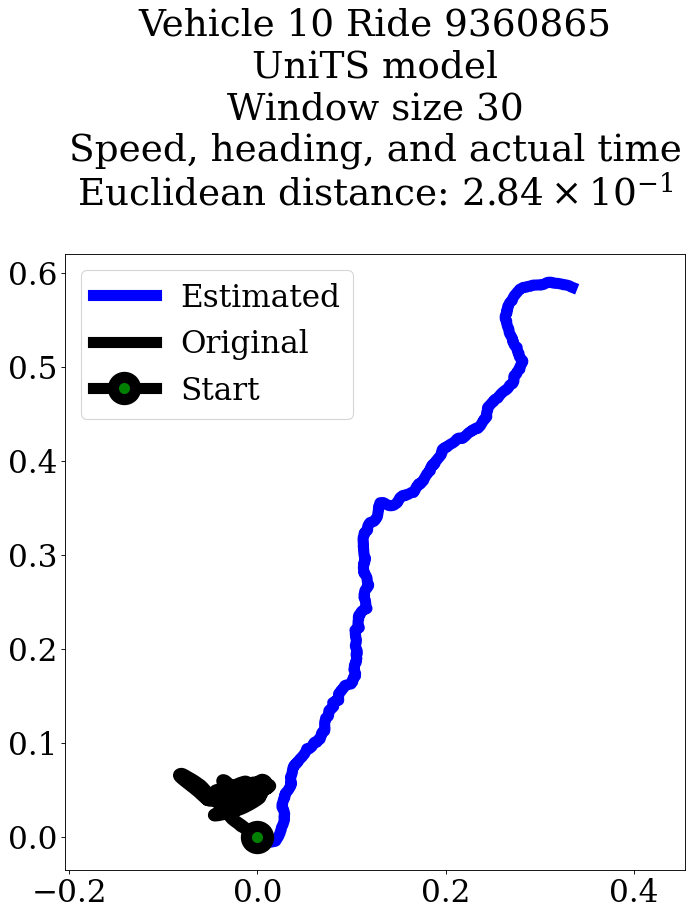 Vehicle 10 Ride 9360865
UniTS model
Window size 30
Speed, heading, and actual time
Euclidean distance: 2.84 × 10⁻¹
Estimated
Original
Start
0.6
0.5
0.4
0.3
0.2
0.1
0.0
−0.2 0.0 0.2 0.4